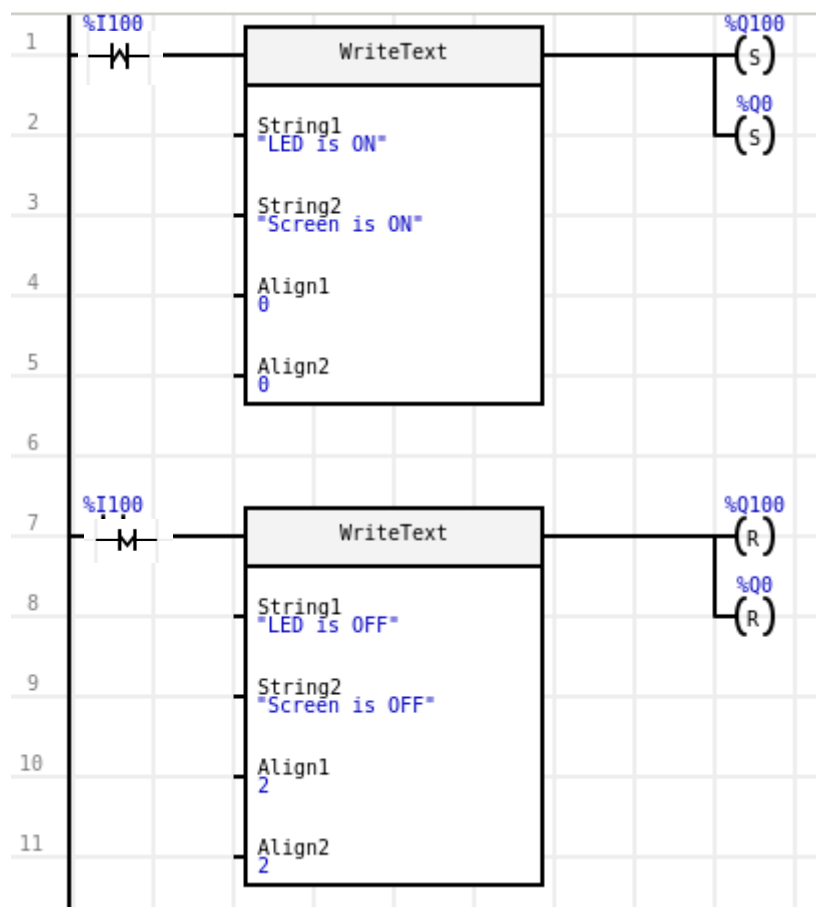 %I100 %Q100
1 WriteText S
%Q0
2 String1 S
"LED is ON"
3 String2
"Screen is ON"
4 Align1
0
5 Align2
0
6
%I100 %Q100
7 WriteText R
%Q0
8 String1 R
"LED is OFF"
9 String2
"Screen is OFF"
10 Align1
2
11 Align2
2